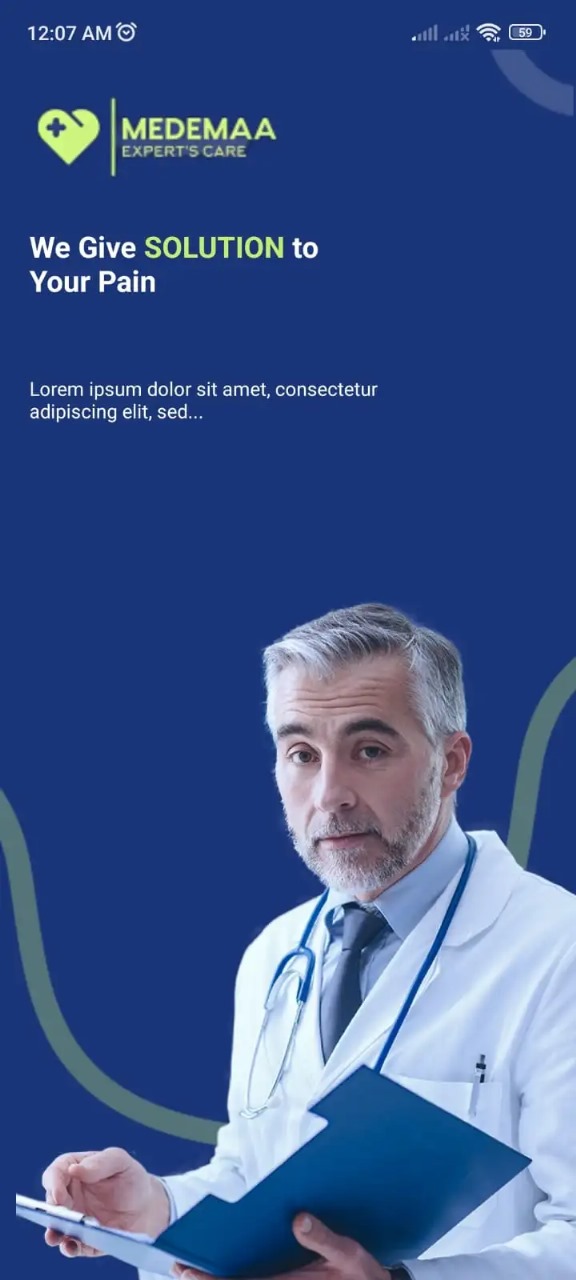 12:07 AM
59
MEDEMAA
EXPERT'S CARE
We Give SOLUTION to
Your Pain
Lorem ipsum dolor sit amet, consectetur
adipiscing elit, sed...